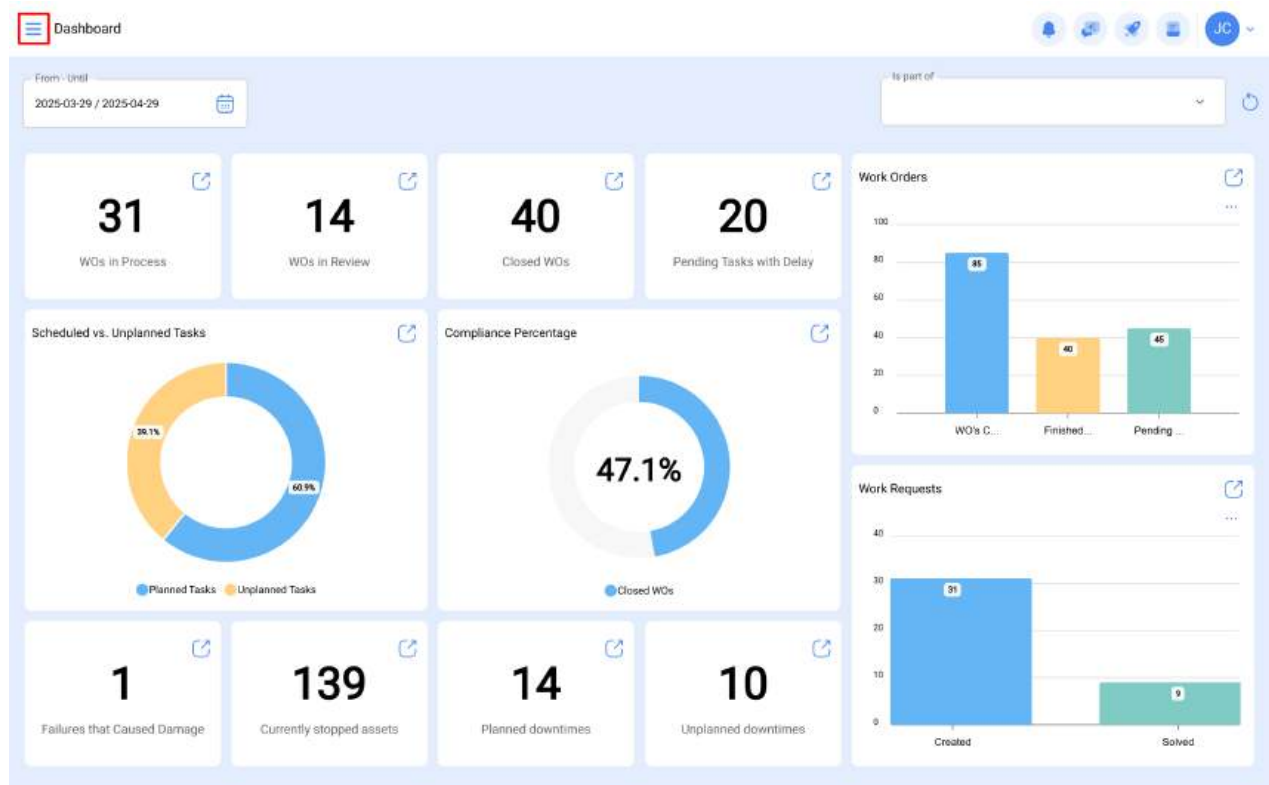 Dashboard
JC
From - Until
2025-03-29 / 2025-04-29
Is part of
31
WOs in Process
14
WOs in Review
40
Closed WOs
20
Pending Tasks with Delay
Work Orders
...
100
80
60
40
20
0
85
40
45
WO's C...
Finished...
Pending ...
Scheduled vs. Unplanned Tasks
39.1%
60.9%
Planned Tasks Unplanned Tasks
Compliance Percentage
47.1%
Closed WOs
Work Requests
...
40
30
20
10
0
31
9
Created
Solved
1
Failures that Caused Damage
139
Currently stopped assets
14
Planned downtimes
10
Unplanned downtimes